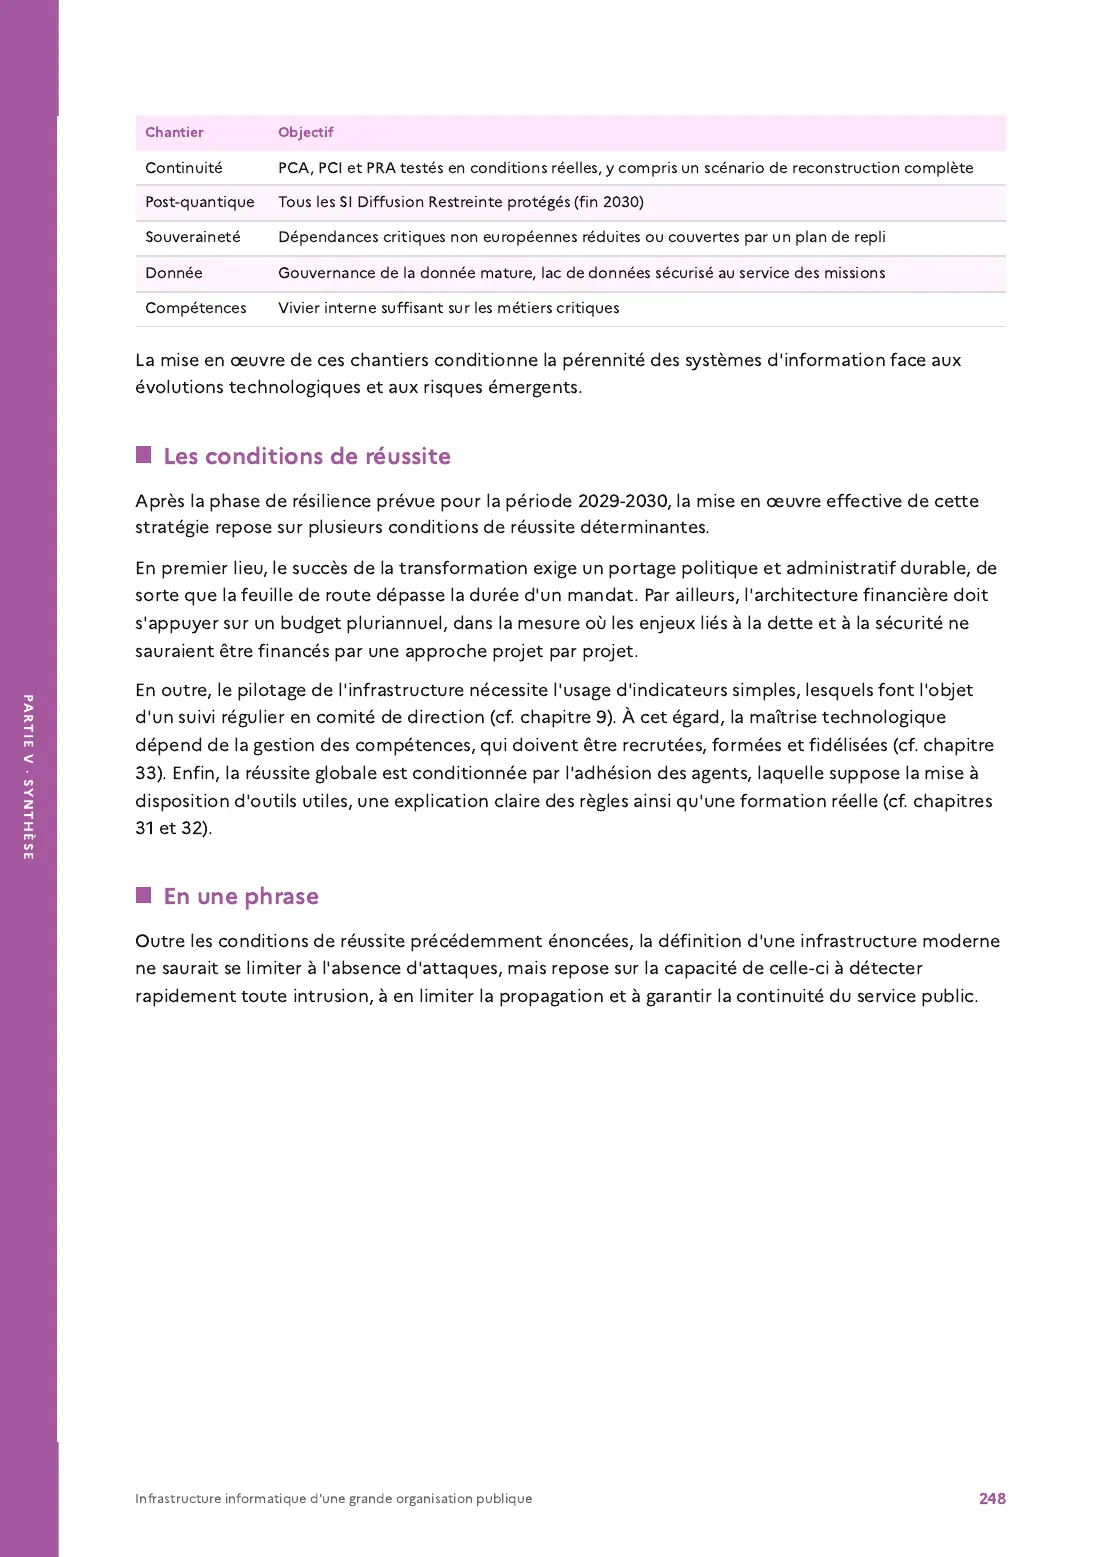 Chantier Objectif
Continuité PCA, PCI et PRA testés en conditions réelles, y compris un scénario de reconstruction complète
Post-quantique Tous les SI Diffusion Restreinte protégés (fin 2030)
Souveraineté Dépendances critiques non européennes réduites ou couvertes par un plan de repli
Donnée Gouvernance de la donnée mature, lac de données sécurisé au service des missions
Compétences Vivier interne suffisant sur les métiers critiques
La mise en œuvre de ces chantiers conditionne la pérennité des systèmes d'information face aux
évolutions technologiques et aux risques émergents.
Les conditions de réussite
Après la phase de résilience prévue pour la période 2029-2030, la mise en œuvre effective de cette
stratégie repose sur plusieurs conditions de réussite déterminantes.
En premier lieu, le succès de la transformation exige un portage politique et administratif durable, de
sorte que la feuille de route dépasse la durée d'un mandat. Par ailleurs, l'architecture financière doit
s'appuyer sur un budget pluriannuel, dans la mesure où les enjeux liés à la dette et à la sécurité ne
sauraient être financés par une approche projet par projet.
En outre, le pilotage de l'infrastructure nécessite l'usage d'indicateurs simples, lesquels font l'objet
d'un suivi régulier en comité de direction (cf. chapitre 9). À cet égard, la maîtrise technologique
dépend de la gestion des compétences, qui doivent être recrutées, formées et fidélisées (cf. chapitre
33). Enfin, la réussite globale est conditionnée par l'adhésion des agents, laquelle suppose la mise à
disposition d'outils utiles, une explication claire des règles ainsi qu'une formation réelle (cf. chapitres
31 et 32).
En une phrase
Outre les conditions de réussite précédemment énoncées, la définition d'une infrastructure moderne
ne saurait se limiter à l'absence d'attaques, mais repose sur la capacité de celle-ci à détecter
rapidement toute intrusion, à en limiter la propagation et à garantir la continuité du service public.
PARTIE V · SYNTHÈSE
Infrastructure informatique d'une grande organisation publique 248